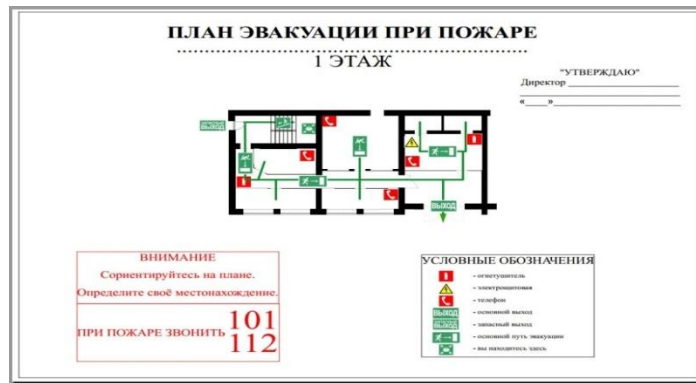 ПЛАН ЭВАКУАЦИИ ПРИ ПОЖАРЕ
1 ЭТАЖ
"УТВЕРЖДАЮ"
Директор
«____»
ВЫХОД
ВЫХОД
ВНИМАНИЕ
Сориентируйтесь на плане.
Определите своё местонахождение.
ПРИ ПОЖАРЕ ЗВОНИТЬ 101
112
УСЛОВНЫЕ ОБОЗНАЧЕНИЯ
- огнетушитель
- электрощитовая
- телефон
ВЫХОД - основной выход
ВЫХОД - запасный выход
- основной путь эвакуации
- вы находитесь здесь